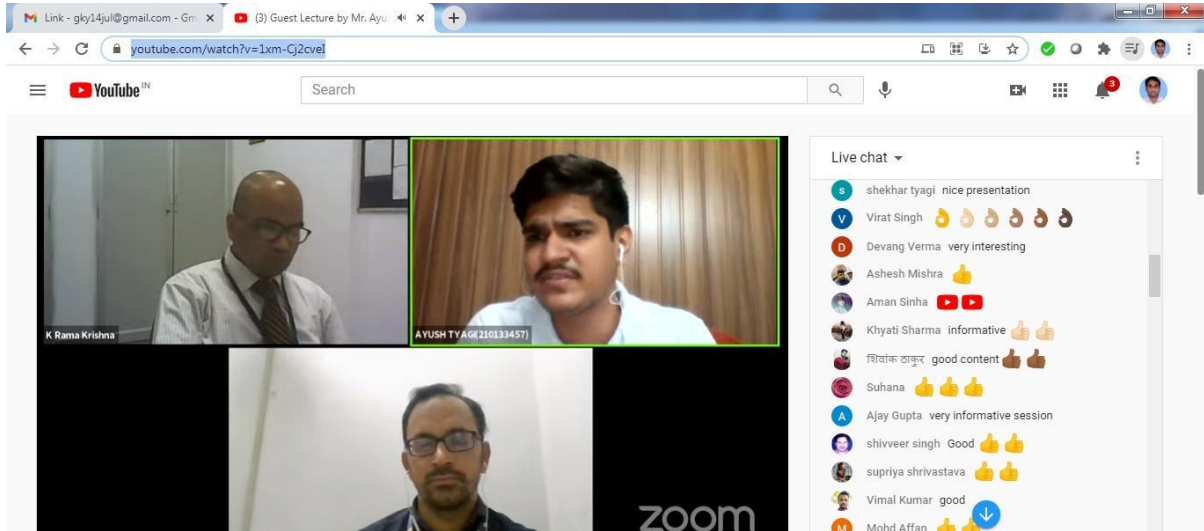 Link - gky14jul@gmail.com - Gm
(3) Guest Lecture by Mr. Ayu
youtube.com/watch?v=1xm-Cj2cveI
YouTube IN
Search
3
K Rama Krishna
AYUSH TYAGI(210133457)
zoom
Live chat
s shekhar tyagi nice presentation
V Virat Singh 👌👌🏻👌🏼👌🏽👌🏾👌🏿
D Devang Verma very interesting
Ashesh Mishra 👍
Aman Sinha
Khyati Sharma informative 👍🏻👍🏻
शिवांक ठाकुर good content 👍🏾👍🏾
Suhana 👍👍👍
A Ajay Gupta very informative session
shivveer singh Good 👍👍
supriya shrivastava 👍👍
Vimal Kumar good
M Mohd Affan 👍👍